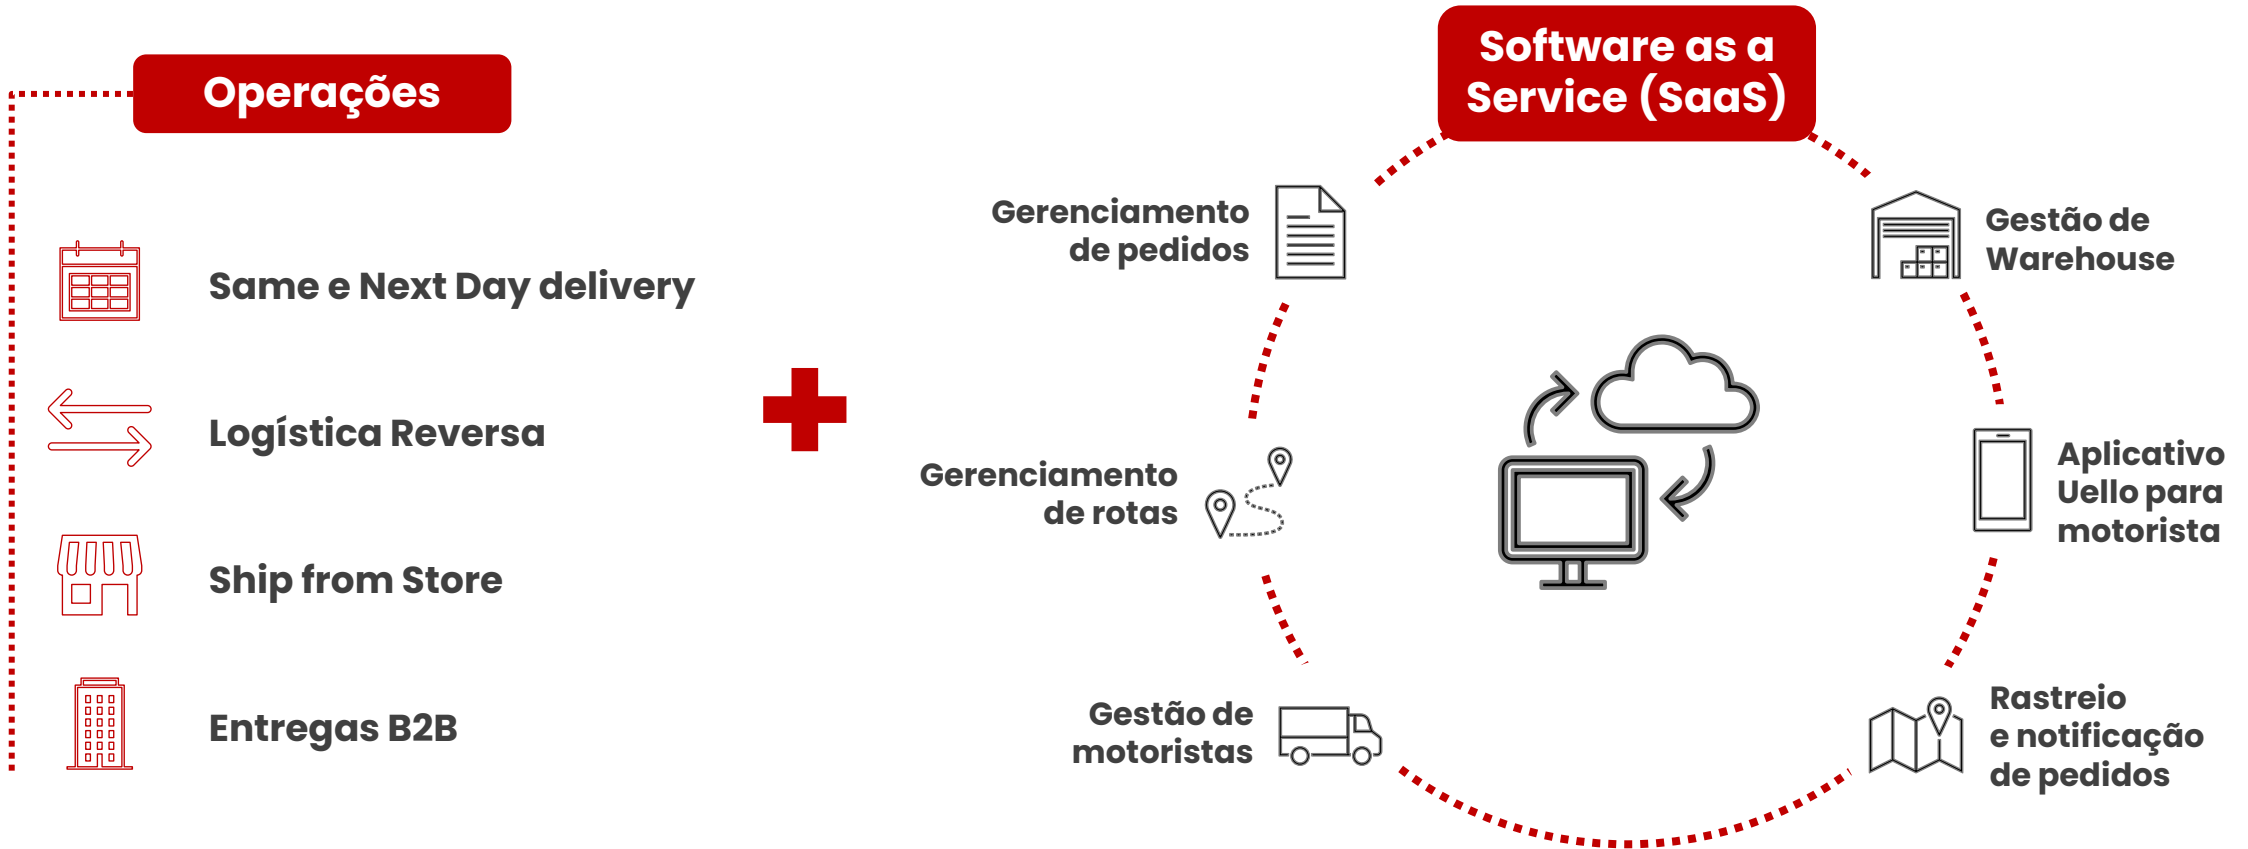 Operações
Same e Next Day delivery
Logística Reversa
Ship from Store
Entregas B2B
Software as a
Service (SaaS)
Gerenciamento
de pedidos
Gerenciamento
de rotas
Gestão de
motoristas
Gestão de
Warehouse
Aplicativo
Uello para
motorista
Rastreio
e notificação
de pedidos